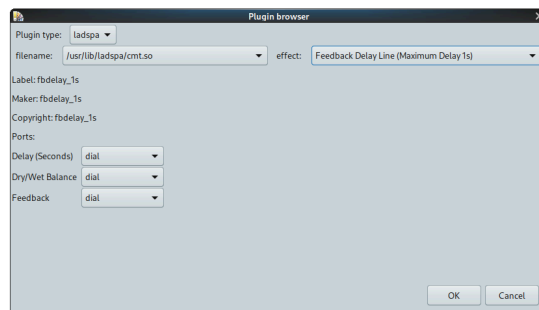 Plugin browser
Plugin type: ladspa
filename: /usr/lib/ladspa/cmt.so effect: Feedback Delay Line (Maximum Delay 1s)
Label: fbdelay_1s
Maker: fbdelay_1s
Copyright: fbdelay_1s
Ports:
Delay (Seconds) dial
Dry/Wet Balance dial
Feedback dial
OK Cancel